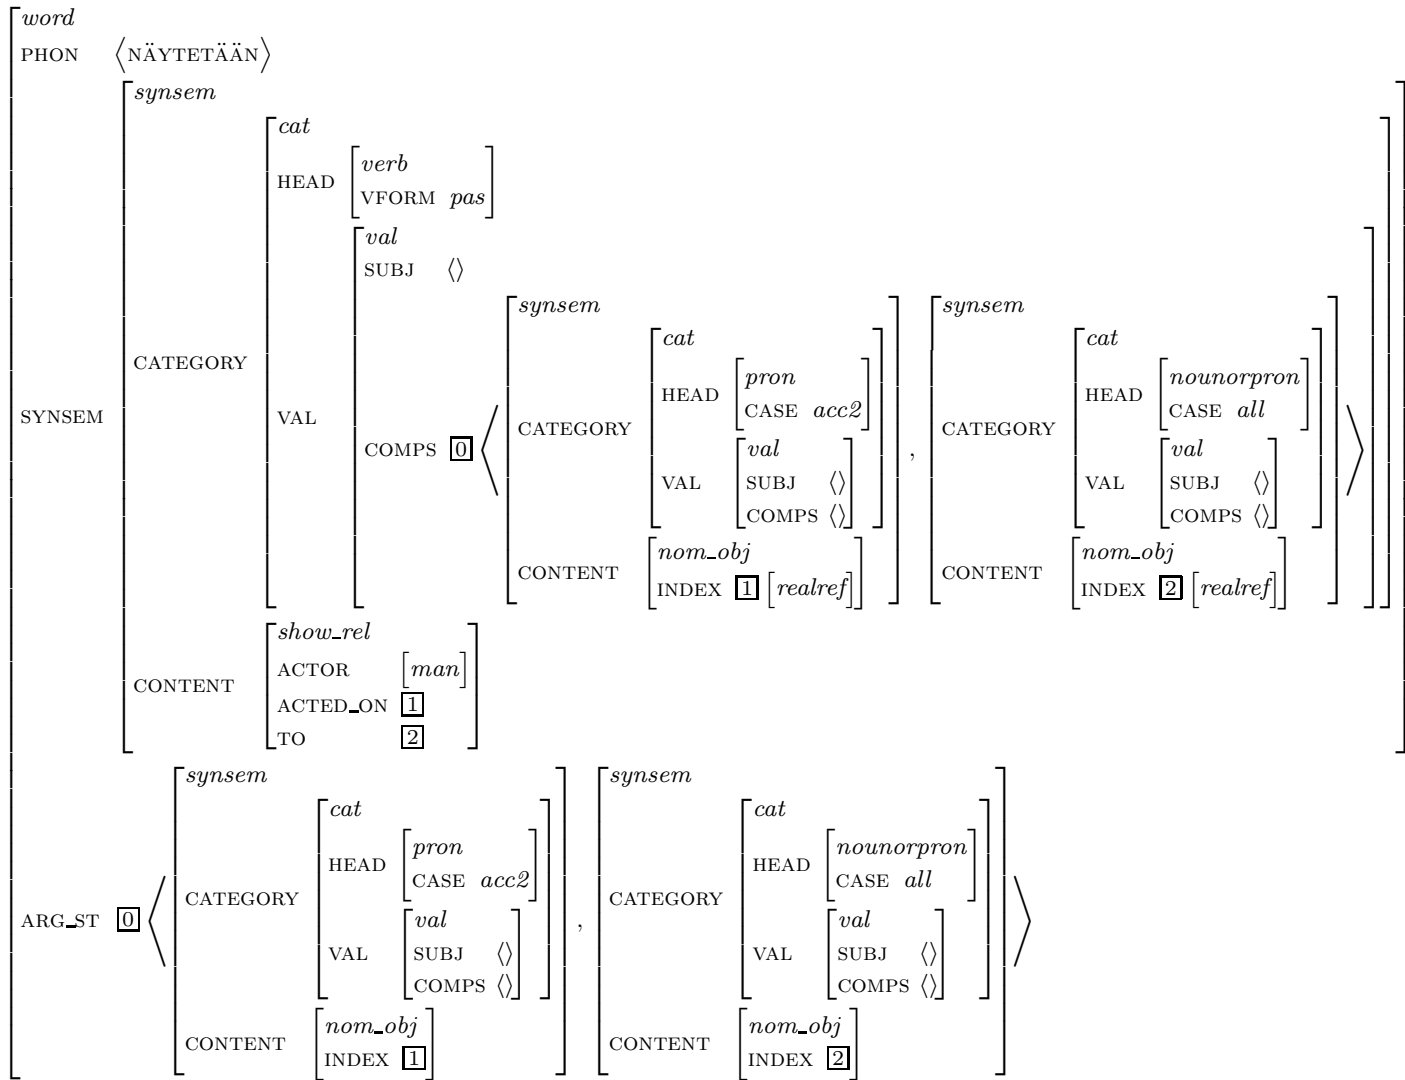 word
PHON ⟨NÄYTETÄÄN⟩
synsem
cat
HEAD [verb
VFORM pas]
val
SUBJ ⟨⟩
synsem synsem
cat cat
HEAD [pron HEAD [nounorpron
CASE acc2] CASE all]
CATEGORY CATEGORY CATEGORY
SYNSEM VAL COMPS 0 ⟨ , ⟩
val val
VAL SUBJ ⟨⟩ VAL SUBJ ⟨⟩
COMPS ⟨⟩ COMPS ⟨⟩
nom_obj nom_obj
CONTENT INDEX 1 [realref] CONTENT INDEX 2 [realref]
show_rel
ACTOR [man]
CONTENT ACTED_ON 1
TO 2
synsem synsem
cat cat
HEAD [pron HEAD [nounorpron
CASE acc2] CASE all]
CATEGORY CATEGORY
ARG_ST 0 ⟨ , ⟩
val val
VAL SUBJ ⟨⟩ VAL SUBJ ⟨⟩
COMPS ⟨⟩ COMPS ⟨⟩
nom_obj nom_obj
CONTENT INDEX 1 CONTENT INDEX 2